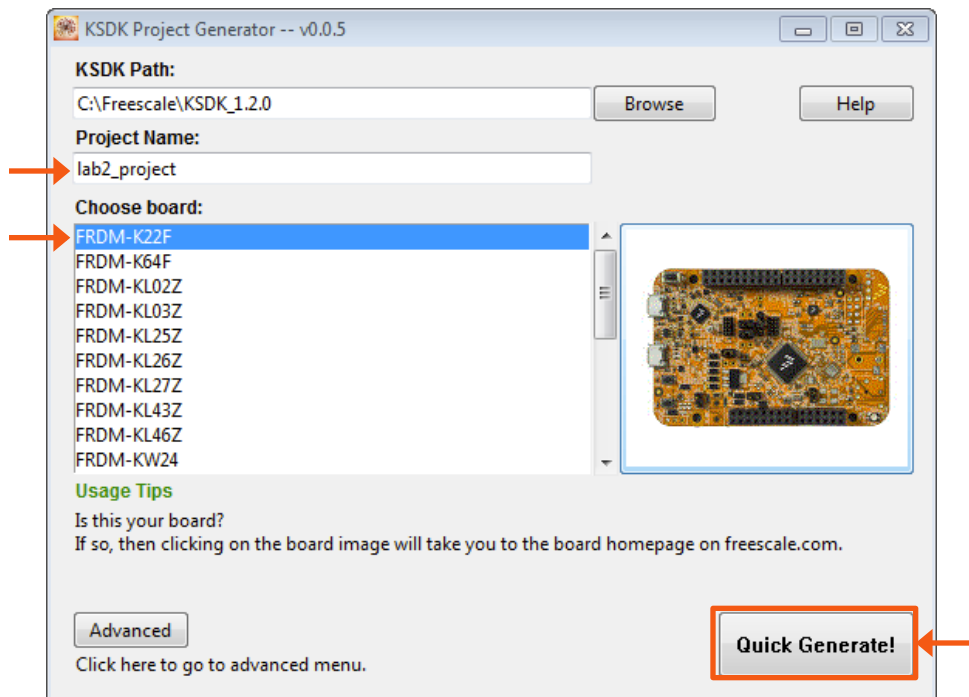 KSDK Project Generator -- v0.0.5
KSDK Path:
C:\Freescale\KSDK_1.2.0
Browse
Help
Project Name:
lab2_project
Choose board:
FRDM-K22F
FRDM-K64F
FRDM-KL02Z
FRDM-KL03Z
FRDM-KL25Z
FRDM-KL26Z
FRDM-KL27Z
FRDM-KL43Z
FRDM-KL46Z
FRDM-KW24
Usage Tips
Is this your board?
If so, then clicking on the board image will take you to the board homepage on freescale.com.
Advanced
Quick Generate!
Click here to go to advanced menu.